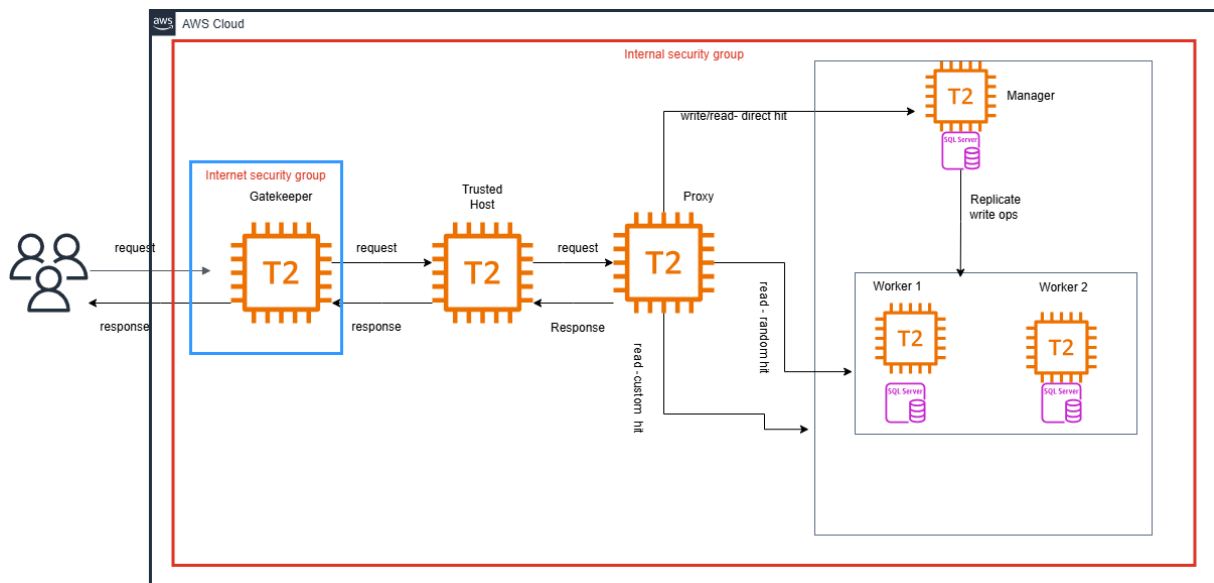 aws
AWS Cloud
Internal security group
T2
Manager
SQL Server
write/read- direct hit
Internet security group
Gatekeeper
T2
Trusted
Host
T2
Proxy
T2
Replicate
write ops
request
request
request
response
response
Response
read - random hit
read -custom hit
Worker 1
T2
SQL Server
Worker 2
T2
SQL Server